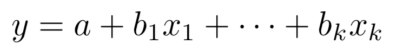 y = a + b₁x₁ + ⋯ + bₖxₖ